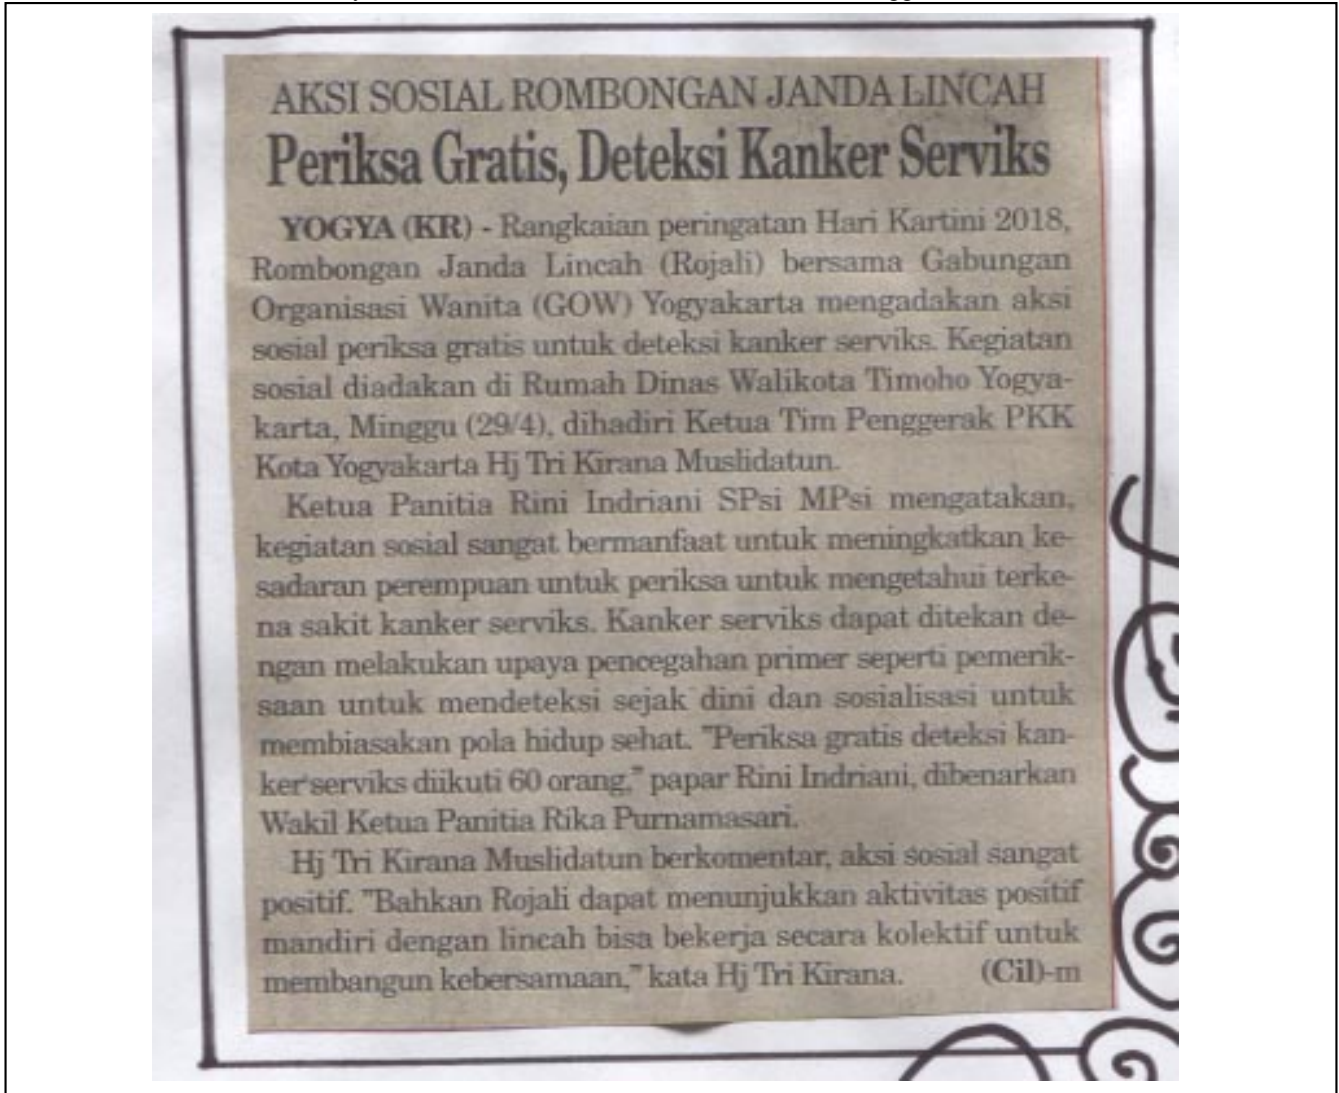 AKSI SOSIAL ROMBONGAN JANDA LINCAH
Periksa Gratis, Deteksi Kanker Serviks
YOGYA (KR) - Rangkaian peringatan Hari Kartini 2018,
Rombongan Janda Lincah (Rojali) bersama Gabungan
Organisasi Wanita (GOW) Yogyakarta mengadakan aksi
sosial periksa gratis untuk deteksi kanker serviks. Kegiatan
sosial diadakan di Rumah Dinas Walikota Timoho Yogya-
karta, Minggu (29/4), dihadiri Ketua Tim Penggerak PKK
Kota Yogyakarta Hj Tri Kirana Muslidatun.
Ketua Panitia Rini Indriani SPsi MPsi mengatakan,
kegiatan sosial sangat bermanfaat untuk meningkatkan ke-
sadaran perempuan untuk periksa untuk mengetahui terke-
na sakit kanker serviks. Kanker serviks dapat ditekan de-
ngan melakukan upaya pencegahan primer seperti pemerik-
saan untuk mendeteksi sejak dini dan sosialisasi untuk
membiasakan pola hidup sehat. "Periksa gratis deteksi kan-
ker serviks diikuti 60 orang," papar Rini Indriani, dibenarkan
Wakil Ketua Panitia Rika Purnamasari.
Hj Tri Kirana Muslidatun berkomentar, aksi sosial sangat
positif. "Bahkan Rojali dapat menunjukkan aktivitas positif
mandiri dengan lincah bisa bekerja secara kolektif untuk
membangun kebersamaan," kata Hj Tri Kirana. (Cil)-m